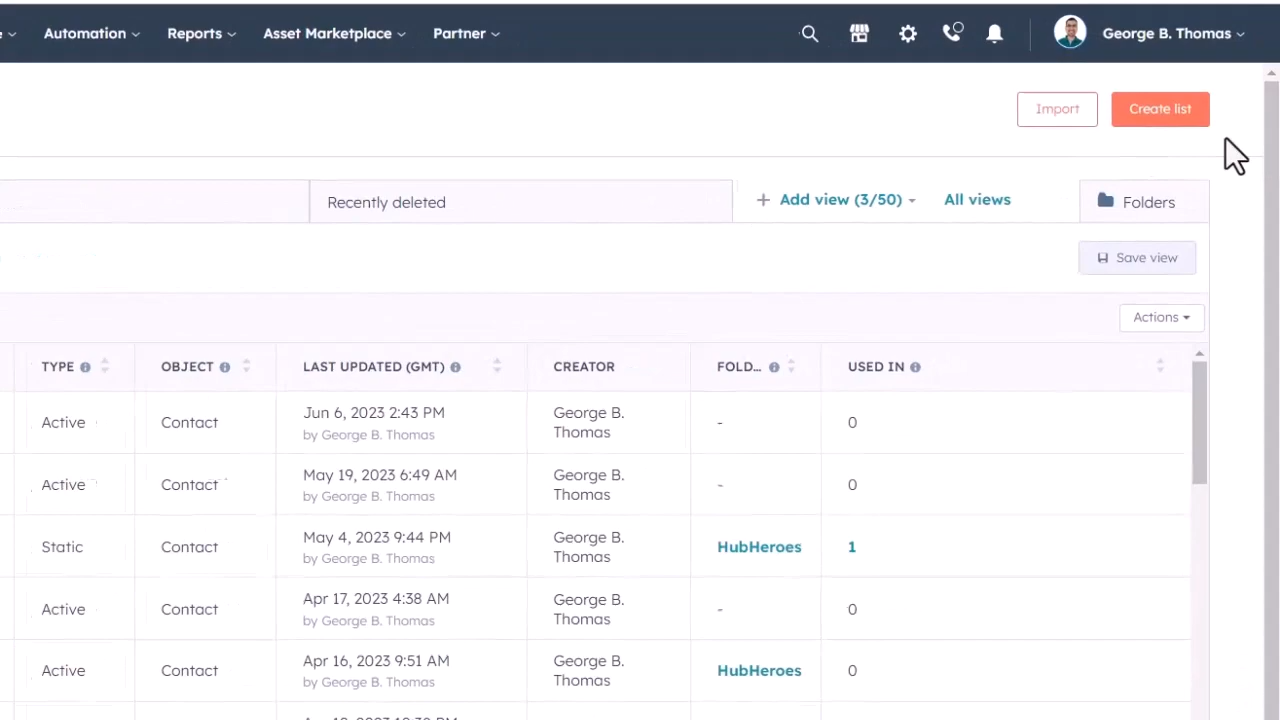 Automation
Reports
Asset Marketplace
Partner
George B. Thomas
Import
Create list
Recently deleted
+ Add view (3/50)
All views
Folders
Save view
Actions
TYPE
OBJECT
LAST UPDATED (GMT)
CREATOR
FOLD...
USED IN
Active
Contact
Jun 6, 2023 2:43 PM
by George B. Thomas
George B.
Thomas
-
0
Active
Contact
May 19, 2023 6:49 AM
by George B. Thomas
George B.
Thomas
-
0
Static
Contact
May 4, 2023 9:44 PM
by George B. Thomas
George B.
Thomas
HubHeroes
1
Active
Contact
Apr 17, 2023 4:38 AM
by George B. Thomas
George B.
Thomas
-
0
Active
Contact
Apr 16, 2023 9:51 AM
by George B. Thomas
George B.
Thomas
HubHeroes
0